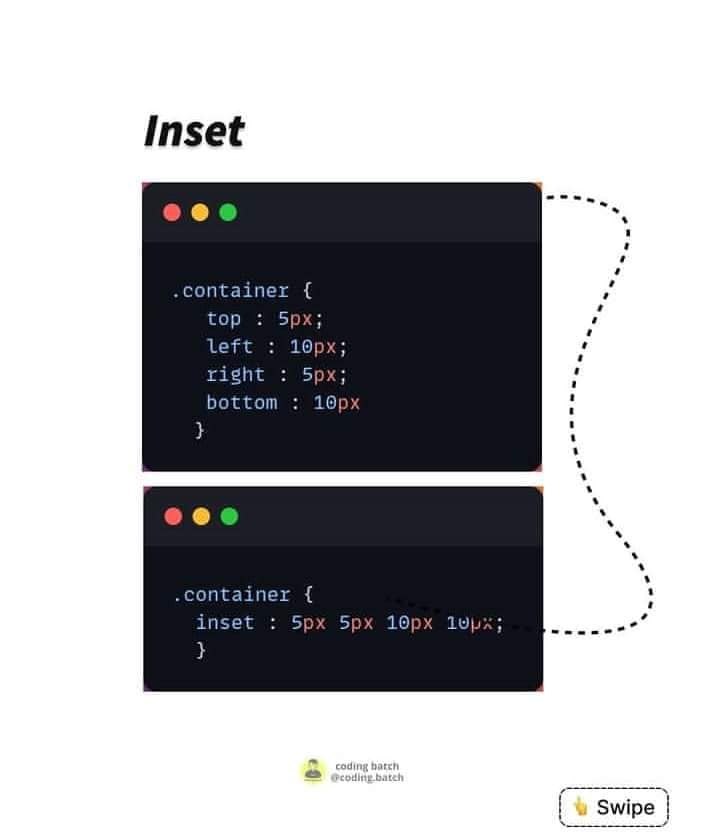 Inset
.container {
top : 5px;
left : 10px;
right : 5px;
bottom : 10px
}
.container {
inset : 5px 5px 10px 10px;
}
coding batch
@coding.batch
Swipe